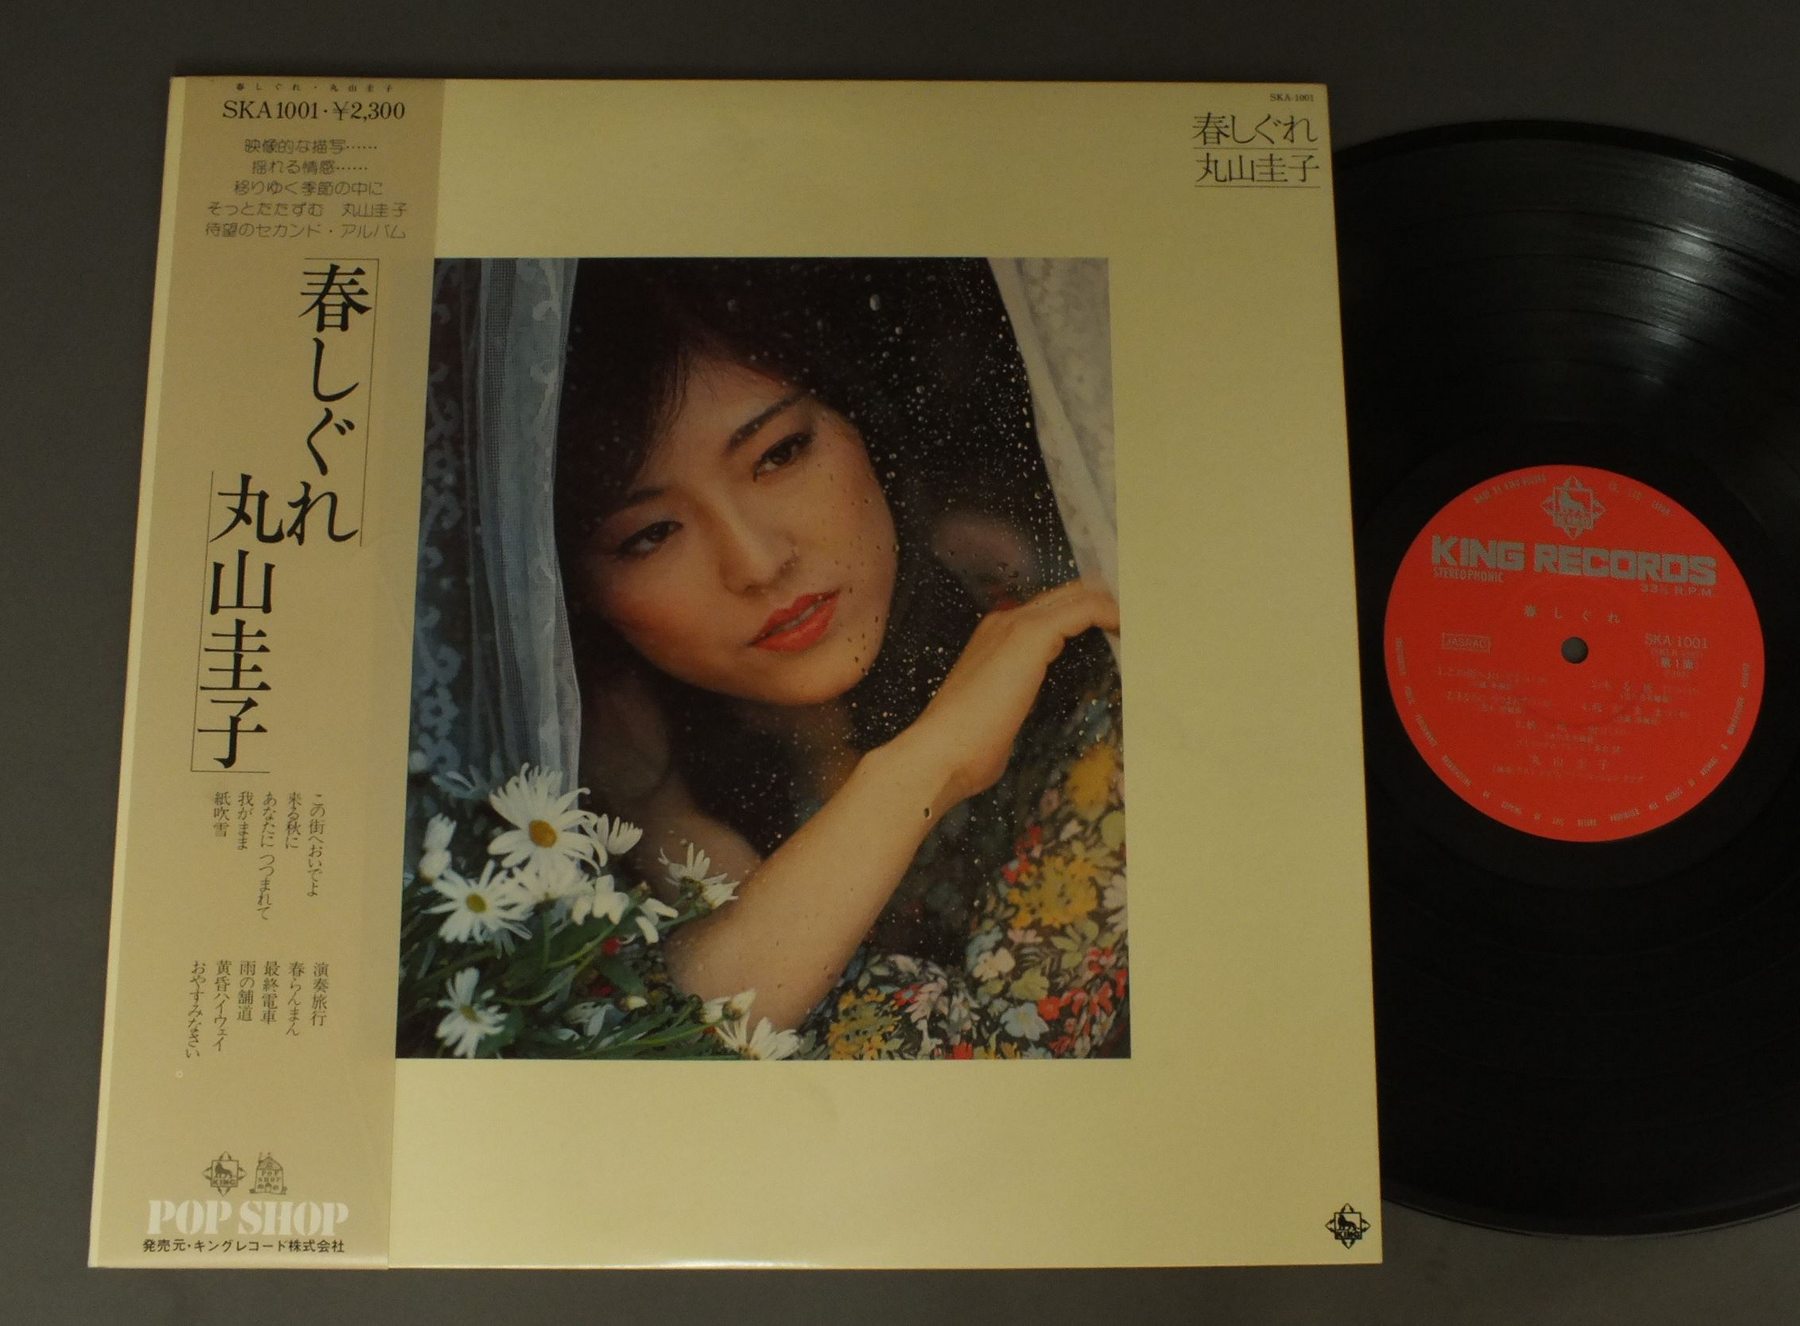 春しぐれ・丸山圭子
SKA1001・¥2,300
映像的な描写……
揺れる情感……
移りゆく季節の中に
そっとたたずむ 丸山圭子
待望のセカンド・アルバム
春しぐれ
丸山圭子
この街へおいでよ
来る秋に
あなたにつつまれて
我がまま
紙吹雪
演奏旅行
春らんまん
最終電車
雨の舗道
黄昏ハイウェイ
おやすみなさい
KING
POP SHOP
POP SHOP
発売元・キングレコード株式会社
SKA-1001
春しぐれ
丸山圭子
KING
KING RECORDS
STEREOPHONIC
33⅓ R.P.M.
春しぐれ
JASRAC
SKA-1001
第1面
丸山圭子